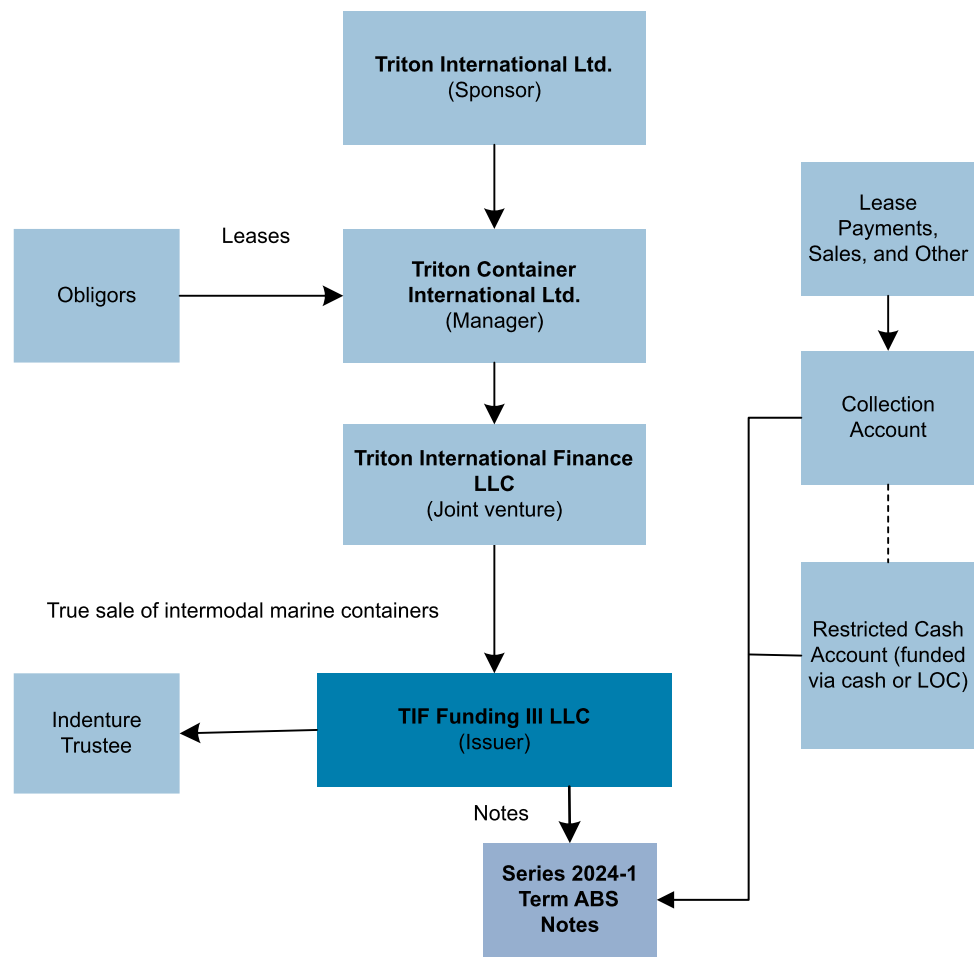 Triton International Ltd.
(Sponsor)
Lease
Payments,
Sales, and Other
Leases
Obligors
Triton Container
International Ltd.
(Manager)
Collection
Account
Triton International Finance
LLC
(Joint venture)
True sale of intermodal marine containers
Restricted Cash
Account (funded
via cash or LOC)
Indenture
Trustee
TIF Funding III LLC
(Issuer)
Notes
Series 2024-1
Term ABS
Notes